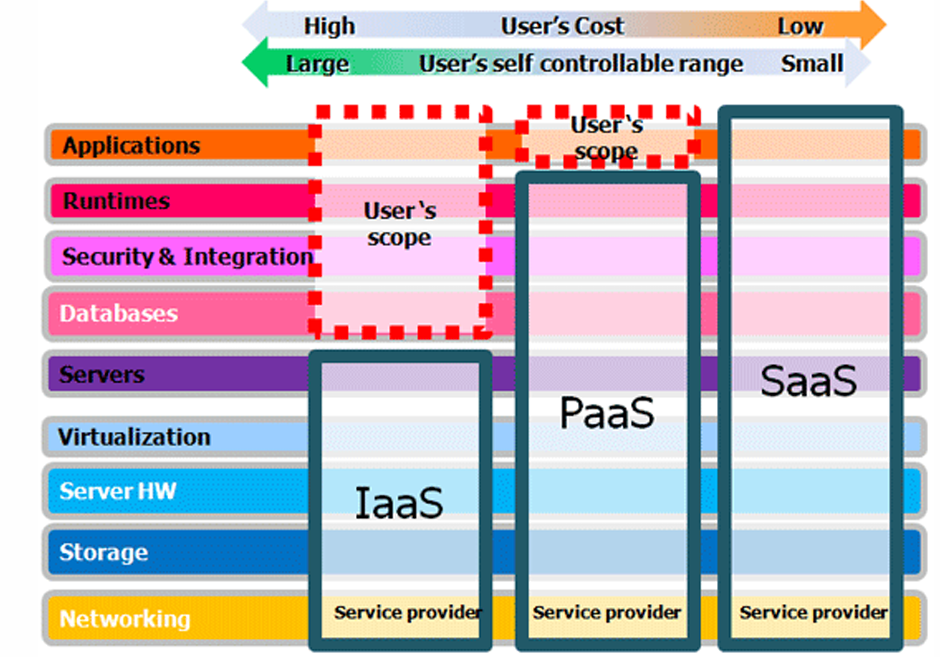 High User's Cost Low
Large User's self controllable range Small
Applications
User‛s
scope
Runtimes
User‛s
scope
Security & Integration
Databases
Servers
SaaS
PaaS
Virtualization
Server HW
IaaS
Storage
Networking
Service provider
Service provider
Service provider